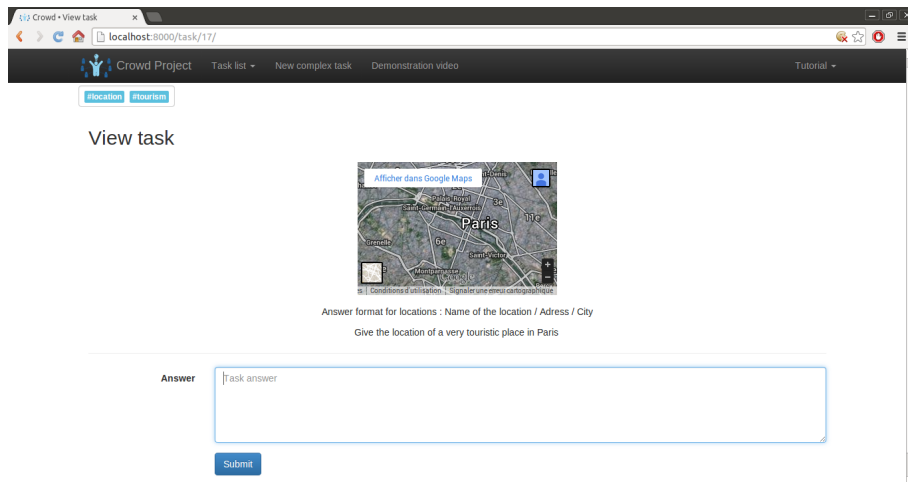 Crowd • View task
localhost:8000/task/17/
Crowd Project Task list New complex task Demonstration video Tutorial
#location #tourism
View task
Afficher dans Google Maps
Palais-Royal
Saint-Germain-l'Auxerrois 3e
Paris 11e
Grenelle 6e
Saint-Victor
Montparnasse
Google
Conditions d'utilisation Signaler une erreur cartographique
Answer format for locations : Name of the location / Adress / City
Give the location of a very touristic place in Paris
Answer Task answer
Submit